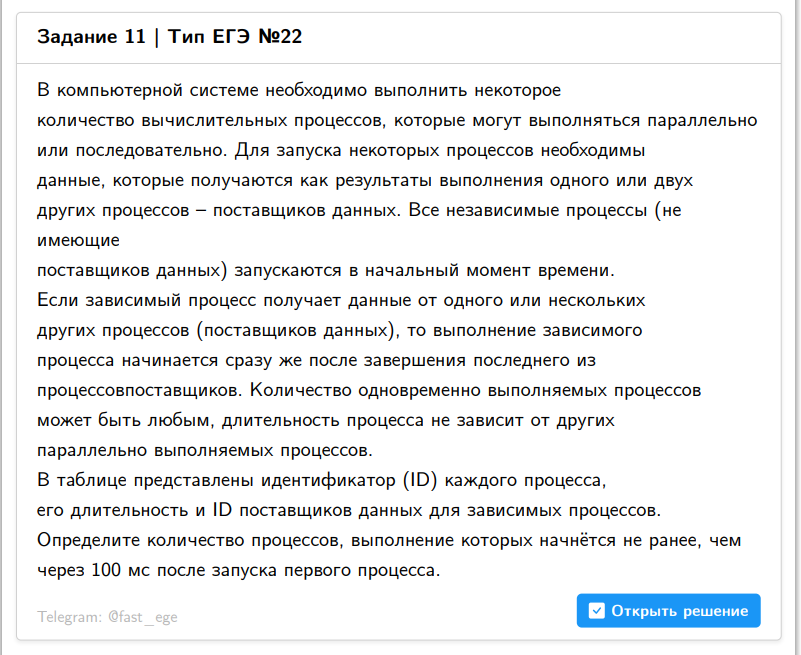 Задание 11 | Тип ЕГЭ №22
В компьютерной системе необходимо выполнить некоторое
количество вычислительных процессов, которые могут выполняться параллельно
или последовательно. Для запуска некоторых процессов необходимы
данные, которые получаются как результаты выполнения одного или двух
других процессов – поставщиков данных. Все независимые процессы (не
имеющие
поставщиков данных) запускаются в начальный момент времени.
Если зависимый процесс получает данные от одного или нескольких
других процессов (поставщиков данных), то выполнение зависимого
процесса начинается сразу же после завершения последнего из
процессовпоставщиков. Количество одновременно выполняемых процессов
может быть любым, длительность процесса не зависит от других
параллельно выполняемых процессов.
В таблице представлены идентификатор (ID) каждого процесса,
его длительность и ID поставщиков данных для зависимых процессов.
Определите количество процессов, выполнение которых начнётся не ранее, чем
через 100 мс после запуска первого процесса.
Telegram: @fast_ege
Открыть решение